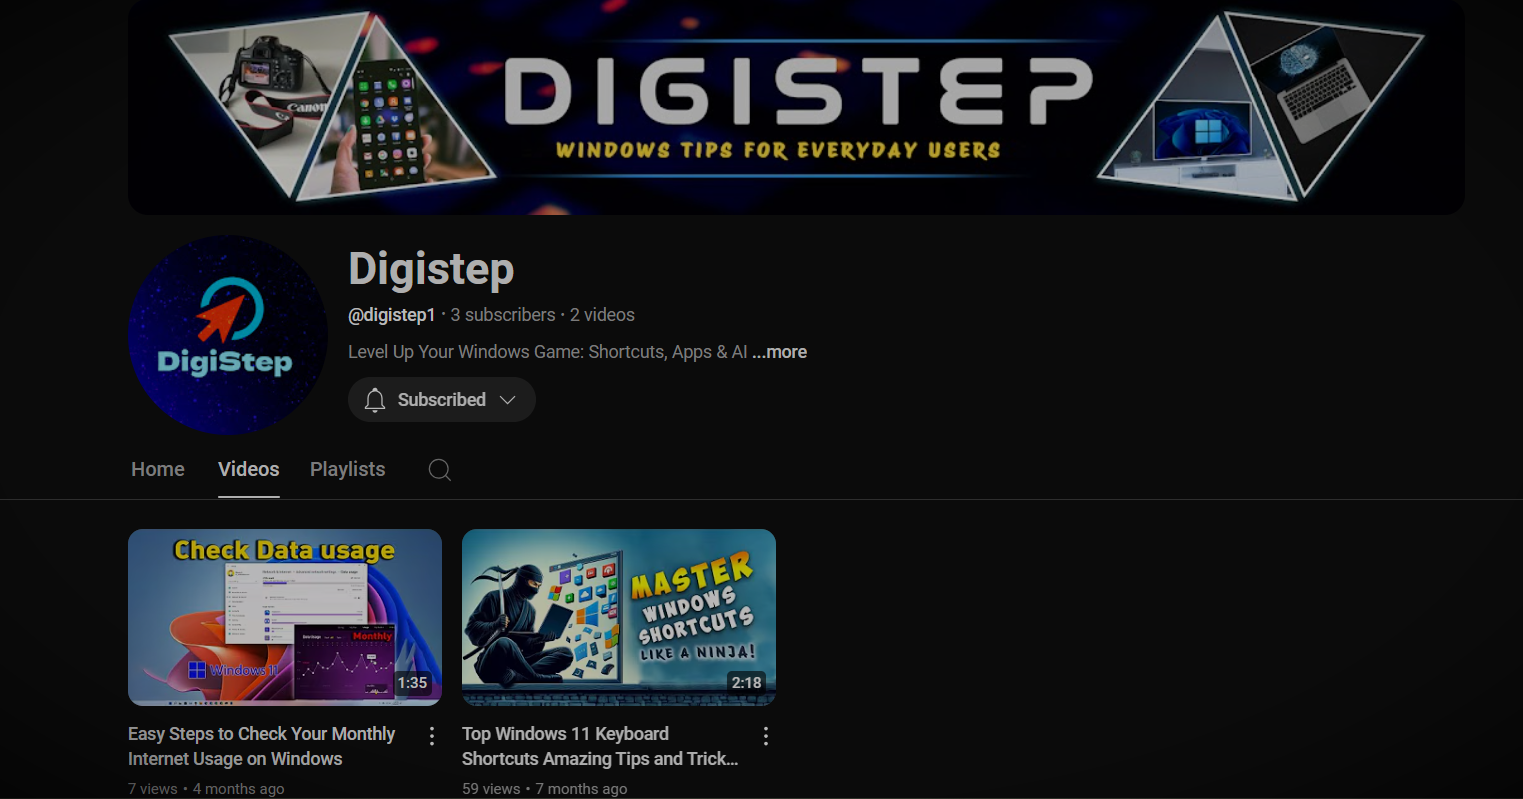 Canon
DIGISTEP
WINDOWS TIPS FOR EVERYDAY USERS
DigiStep
Digistep
@digistep1 · 3 subscribers · 2 videos
Level Up Your Windows Game: Shortcuts, Apps & AI ...more
Subscribed
Home Videos Playlists
Check Data usage
Monthly
Windows 11
1:35
MASTER
WINDOWS
SHORTCUTS
LIKE A NINJA!
2:18
Easy Steps to Check Your Monthly
Internet Usage on Windows
7 views • 4 months ago
Top Windows 11 Keyboard
Shortcuts Amazing Tips and Trick...
59 views • 7 months ago